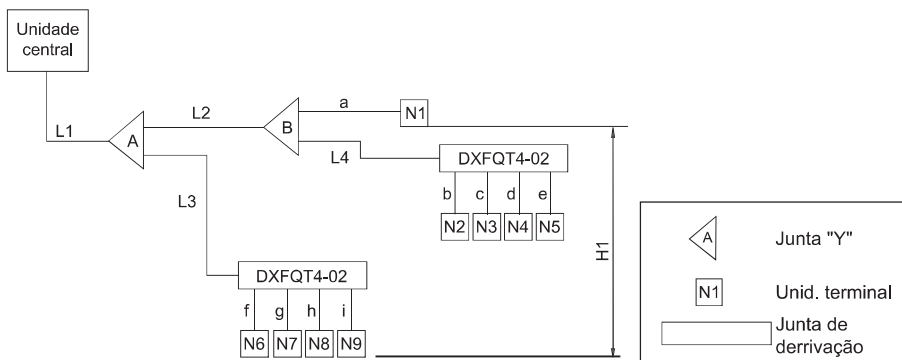 Unidade
central
L1
A
L2
B
a
N1
L4
DXFQT4-02
b
c
d
e
N2
N3
N4
N5
L3
DXFQT4-02
f
g
h
i
N6
N7
N8
N9
H1
A
Junta "Y"
N1
Unid. terminal
Junta de
derrivação